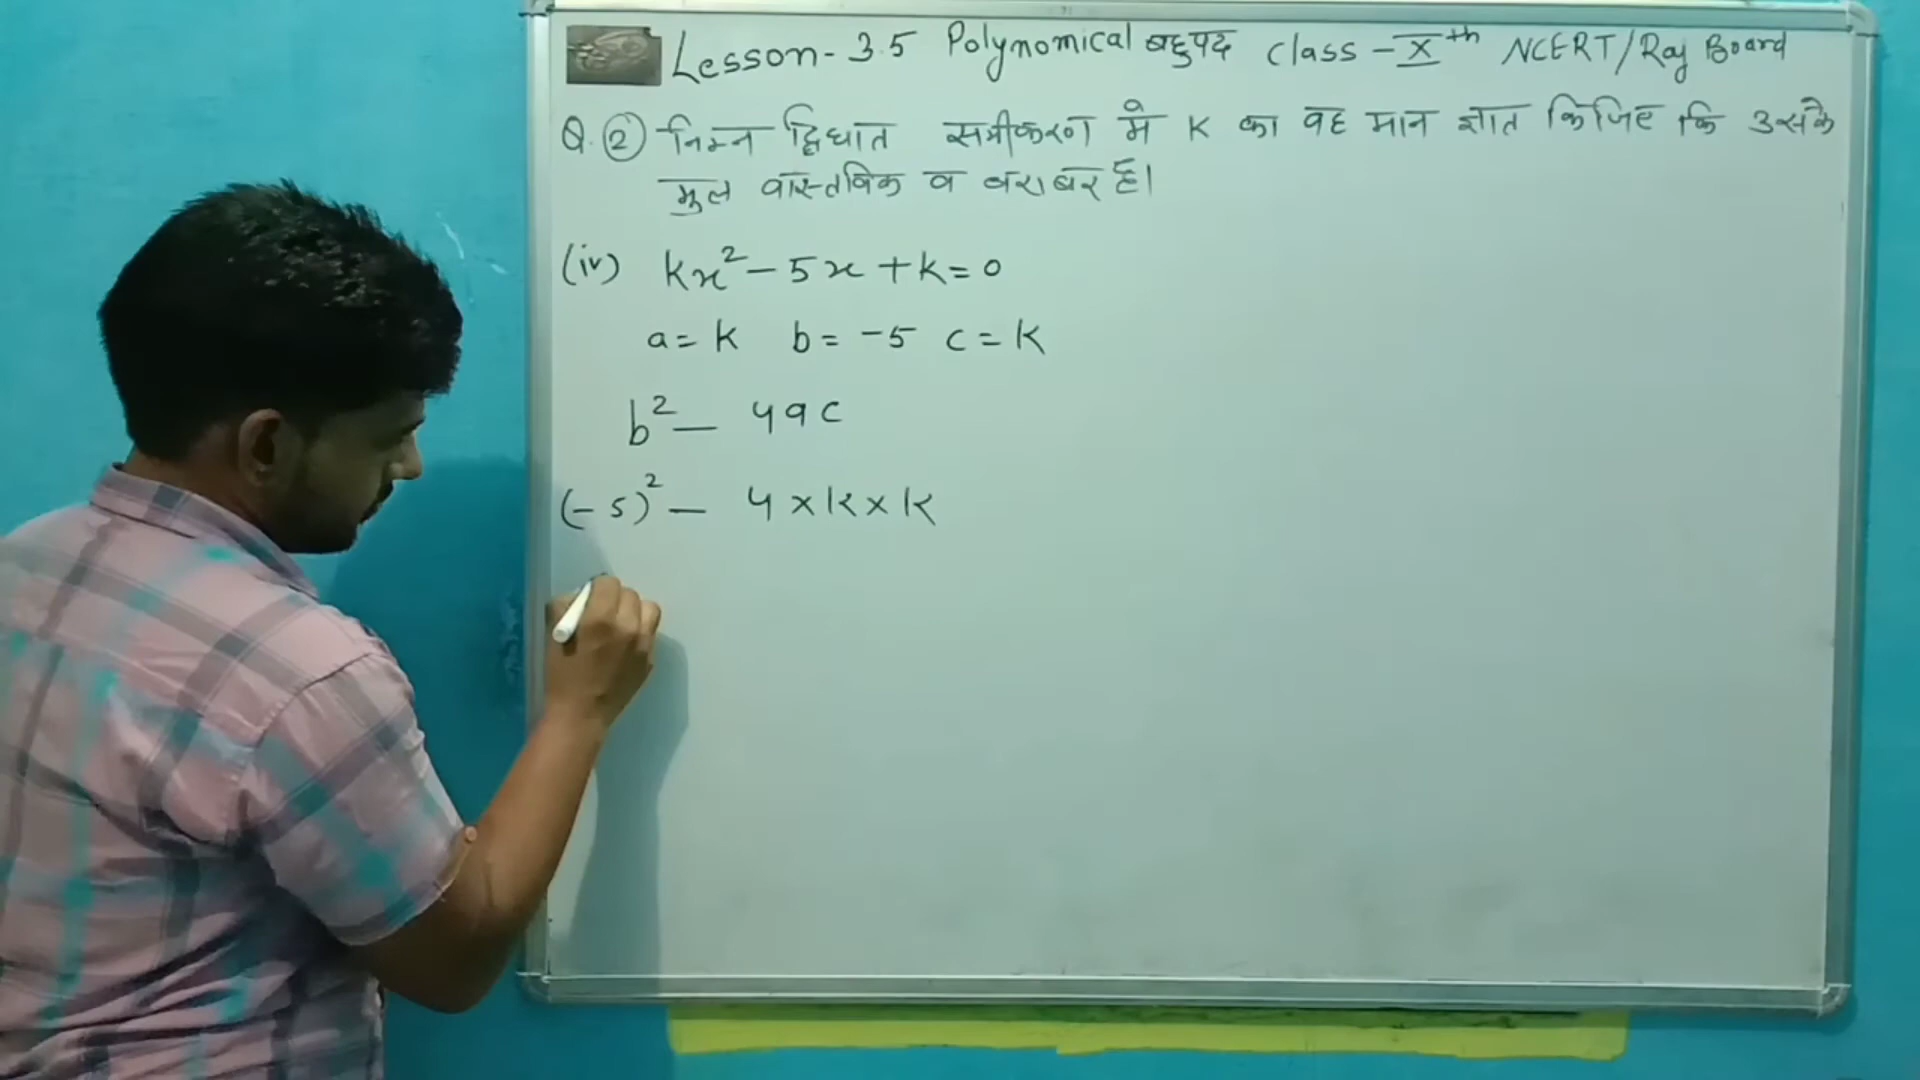 Lesson - 3.5 Polynomical बहुपद Class - Xth NCERT/Raj Board
Q. (2) निम्न द्विघात समीकरण मे K का वह मान ज्ञात किजिए कि उसके
मुल वास्तविक व बराबर है।
(iv) kx² - 5x + k = 0
a = k b = -5 c = k
b² - 4ac
(-5)² - 4 × k × k